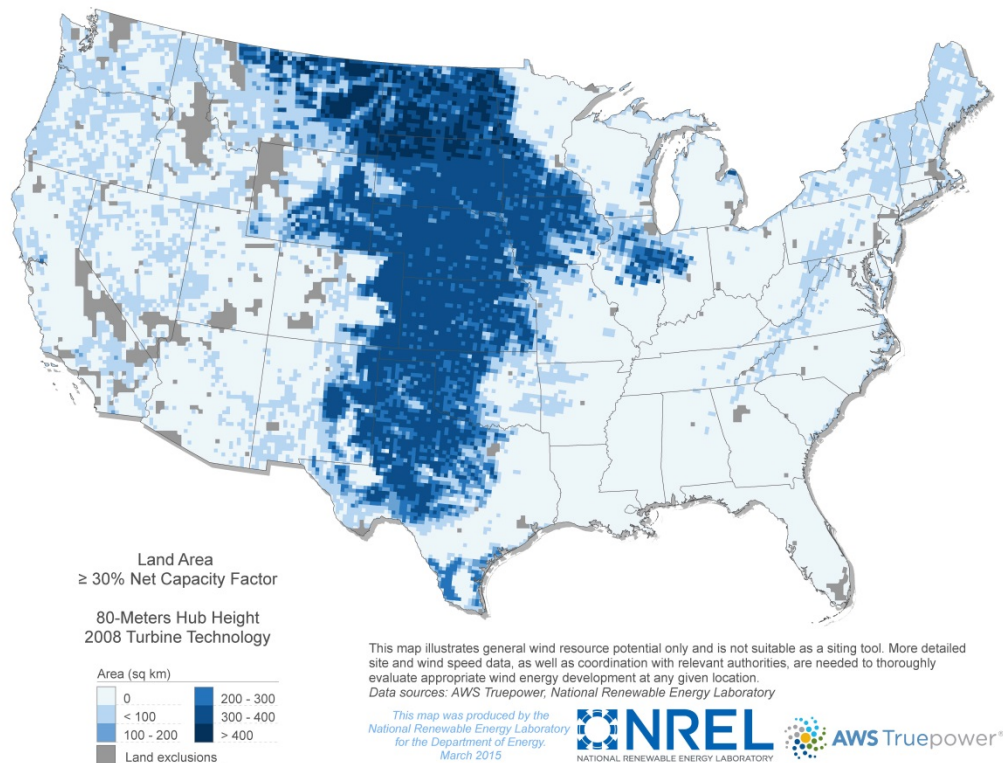 Land Area
≥ 30% Net Capacity Factor
80-Meters Hub Height
2008 Turbine Technology
Area (sq km)
0
< 100
100 - 200
200 - 300
300 - 400
> 400
Land exclusions
This map illustrates general wind resource potential only and is not suitable as a siting tool. More detailed
site and wind speed data, as well as coordination with relevant authorities, are needed to thoroughly
evaluate appropriate wind energy development at any given location.
Data sources: AWS Truepower, National Renewable Energy Laboratory
This map was produced by the
National Renewable Energy Laboratory
for the Department of Energy.
March 2015
NREL
NATIONAL RENEWABLE ENERGY LABORATORY
AWS Truepower®